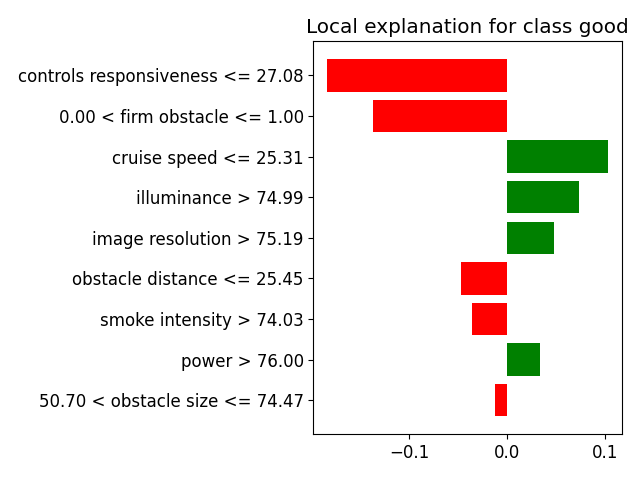 Local explanation for class good
controls responsiveness <= 27.08
0.00 < firm obstacle <= 1.00
cruise speed <= 25.31
illuminance > 74.99
image resolution > 75.19
obstacle distance <= 25.45
smoke intensity > 74.03
power > 76.00
50.70 < obstacle size <= 74.47
−0.1 0.0 0.1